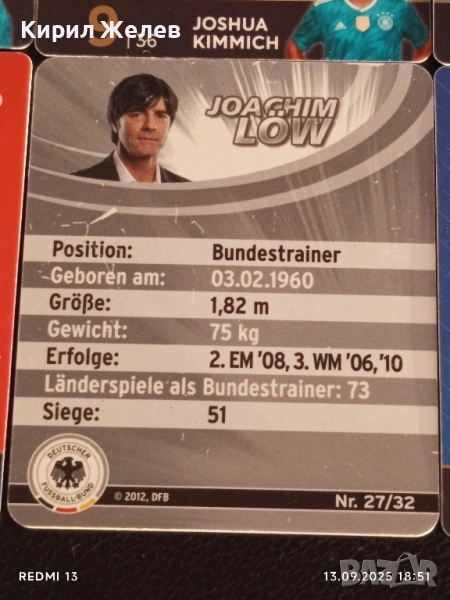 Кирил Желев
9
| 56
JOSHUA
KIMMICH
JOACHIM
LÖW
Position: Bundestrainer
Geboren am: 03.02.1960
Größe: 1,82 m
Gewicht: 75 kg
Erfolge: 2. EM '08, 3. WM '06, '10
Länderspiele als Bundestrainer: 73
Siege: 51
DEUTSCHER
FUSSBALL-BUND
© 2012, DFB
Nr. 27/32
BAZAR
REDMI 13
13.09.2025 18:51